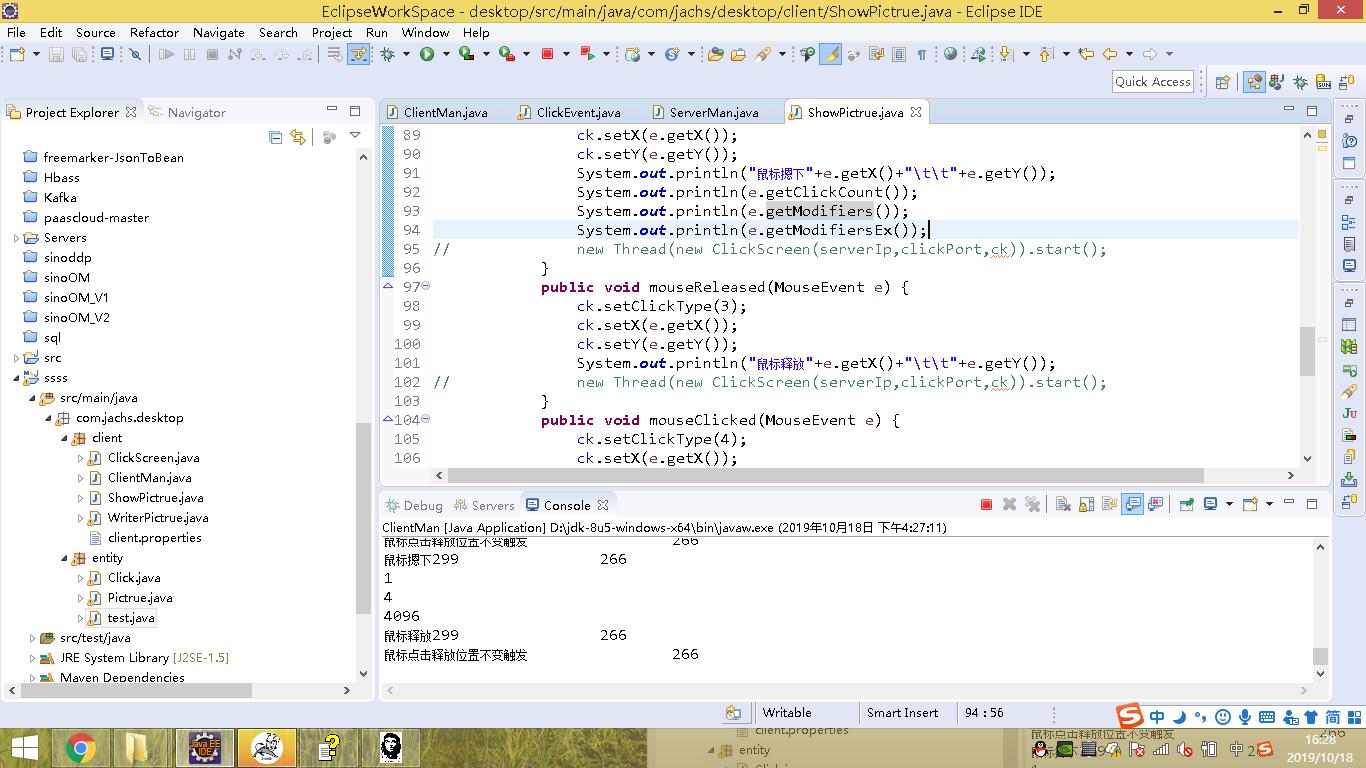 EclipseWorkSpace - desktop/src/main/java/com/jachs/desktop/client/ShowPictrue.java - Eclipse IDE
File Edit Source Refactor Navigate Search Project Run Window Help
Quick Access
Project Explorer Navigator
freemarker-JsonToBean
Hbass
Kafka
paascloud-master
Servers
sinoddp
sinoOM
sinoOM_V1
sinoOM_V2
sql
src
ssss
src/main/java
com.jachs.desktop
client
ClickScreen.java
ClientMan.java
ShowPictrue.java
WriterPictrue.java
client.properties
entity
Click.java
Pictrue.java
test.java
src/test/java
JRE System Library [J2SE-1.5]
Maven Dependencies
ClientMan.java ClickEvent.java ServerMan.java ShowPictrue.java
89 ck.setX(e.getX());
90 ck.setY(e.getY());
91 System.out.println("鼠标摁下"+e.getX()+"\t\t"+e.getY());
92 System.out.println(e.getClickCount());
93 System.out.println(e.getModifiers());
94 System.out.println(e.getModifiersEx());
95 // new Thread(new ClickScreen(serverIp,clickPort,ck)).start();
96 }
97 public void mouseReleased(MouseEvent e) {
98 ck.setClickType(3);
99 ck.setX(e.getX());
100 ck.setY(e.getY());
101 System.out.println("鼠标释放"+e.getX()+"\t\t"+e.getY());
102 // new Thread(new ClickScreen(serverIp,clickPort,ck)).start();
103 }
104 public void mouseClicked(MouseEvent e) {
105 ck.setClickType(4);
106 ck.setX(e.getX());
Debug Servers Console
ClientMan [Java Application] D:\jdk-8u5-windows-x64\bin\javaw.exe (2019年10月18日 下午4:27:11)
鼠标点击释放位置不变触发 266
鼠标摁下299 266
1
4
4096
鼠标释放299 266
鼠标点击释放位置不变触发 266
Writable Smart Insert 94 : 56
中 简
client.properties
entity
鼠标点击释放位置不变触发
Java EE
IDE
中
16:28
2019/10/18